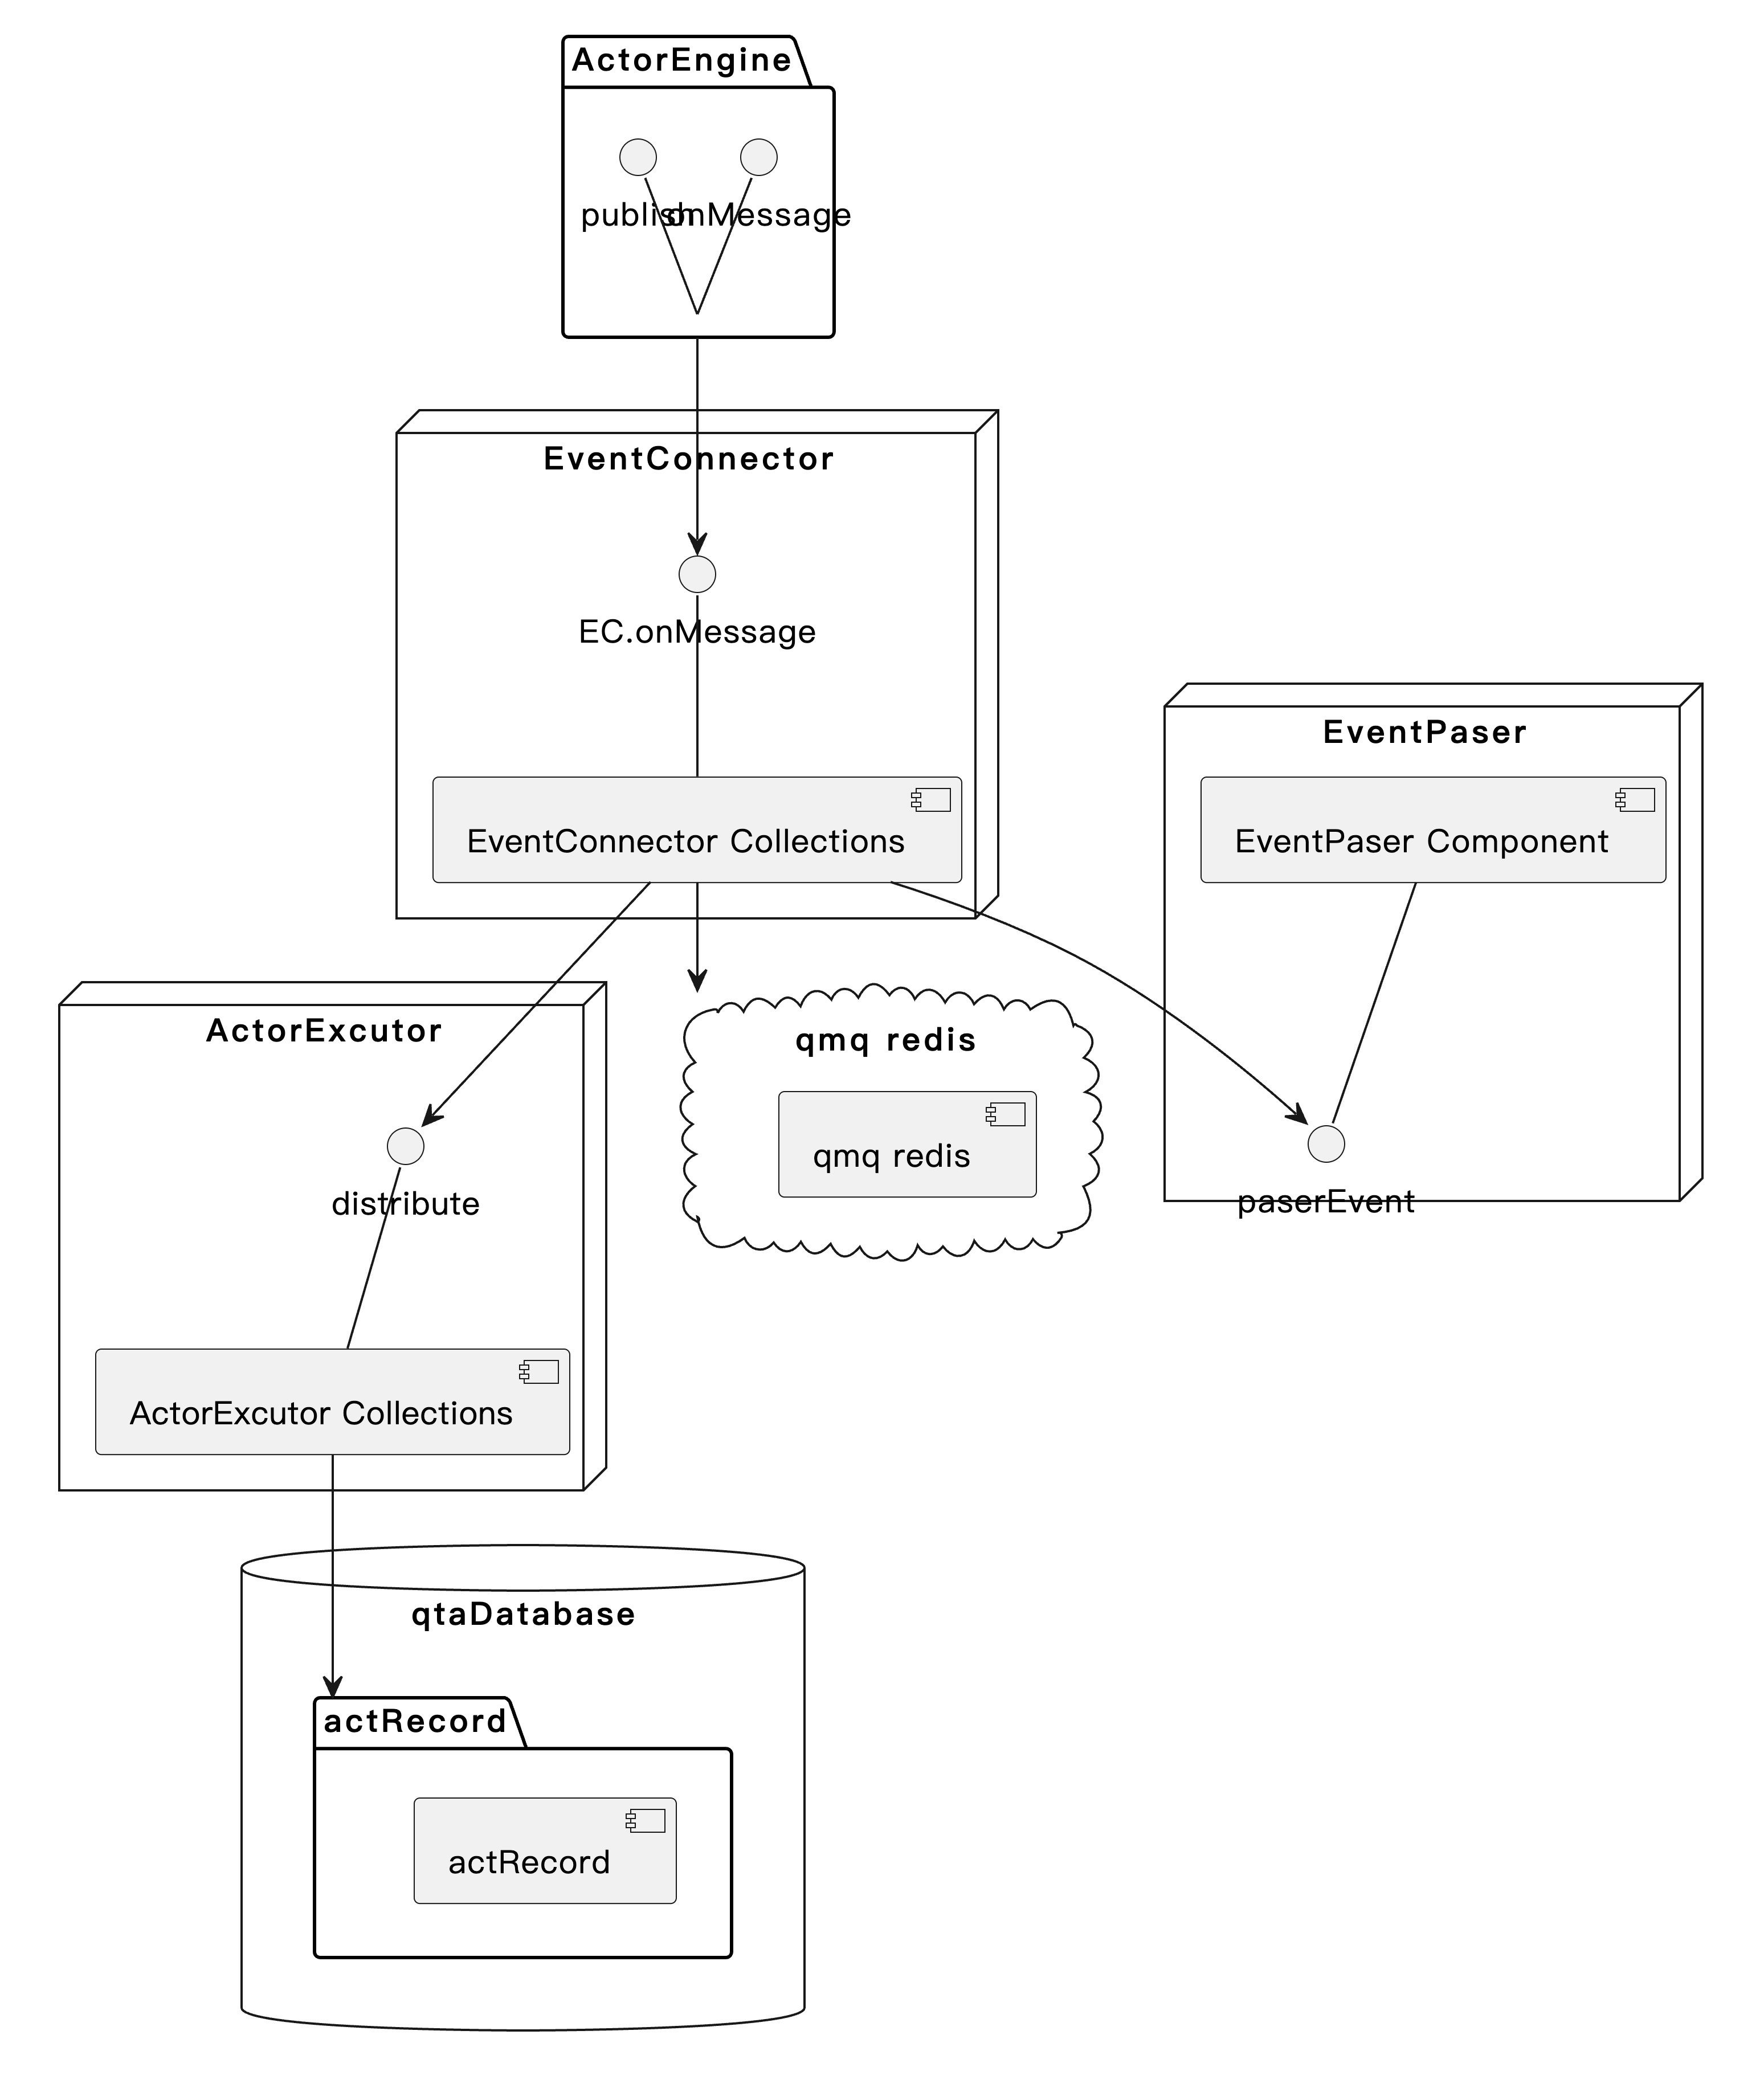 ActorEngine
publish
onMessage
EventConnector
EC.onMessage
EventPaser
EventConnector Collections
EventPaser Component
ActorExcutor
qmq redis
distribute
qmq redis
paserEvent
ActorExcutor Collections
qtaDatabase
actRecord
actRecord